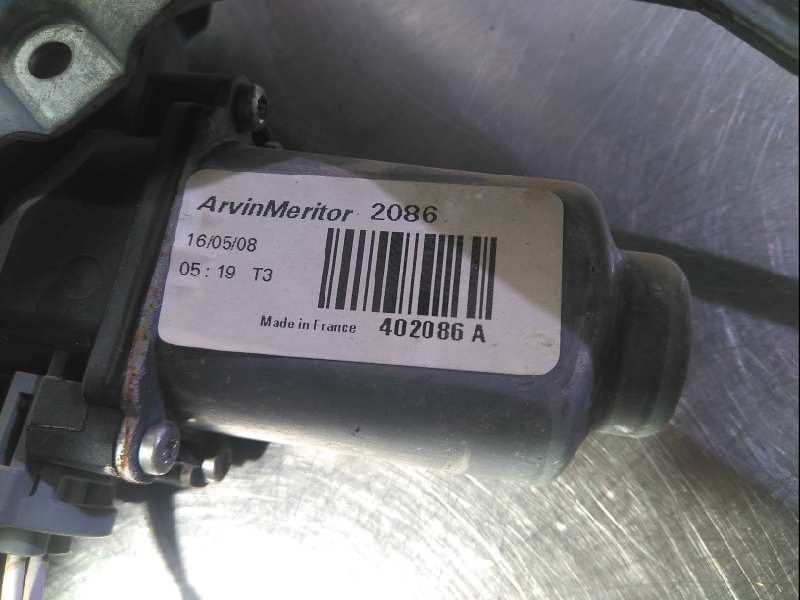 ArvinMeritor 2086
16/05/08
05:19 T3
Made in France 402086 A